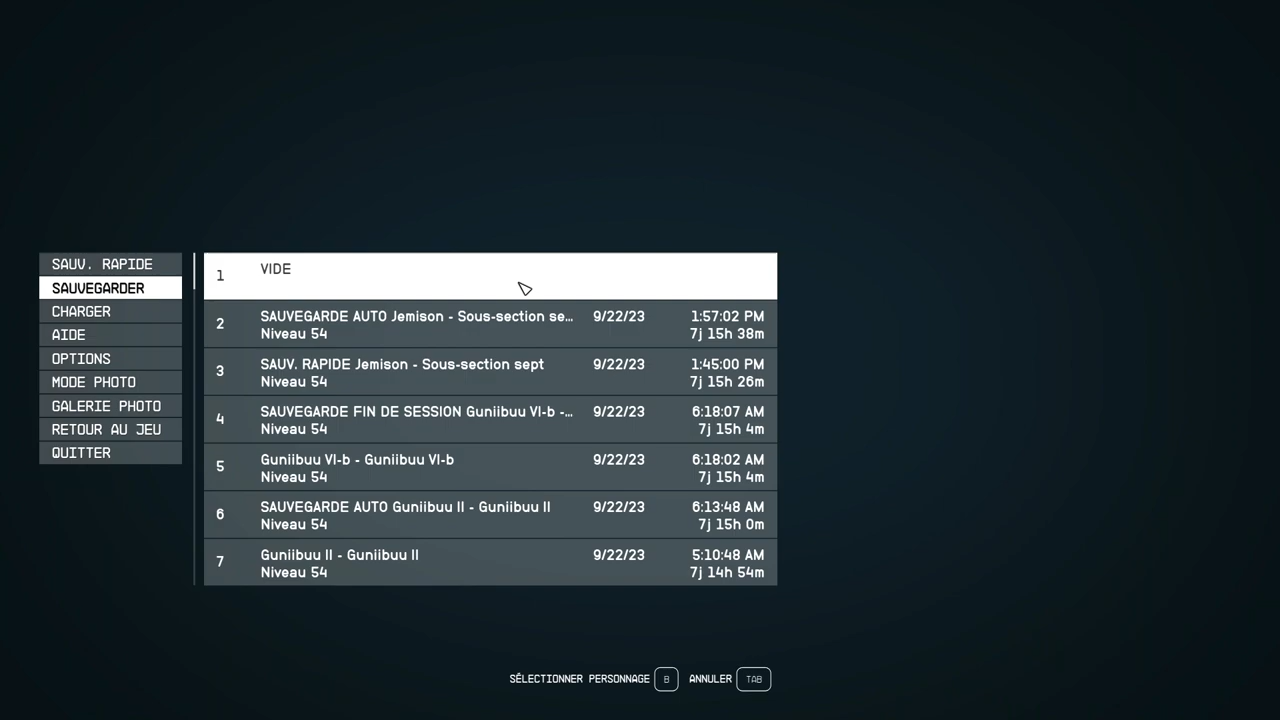 SAUV. RAPIDE
SAUVEGARDER
CHARGER
AIDE
OPTIONS
MODE PHOTO
GALERIE PHOTO
RETOUR AU JEU
QUITTER
1 VIDE
2 SAUVEGARDE AUTO Jemison - Sous-section se... 9/22/23 1:57:02 PM
Niveau 54 7j 15h 38m
3 SAUV. RAPIDE Jemison - Sous-section sept 9/22/23 1:45:00 PM
Niveau 54 7j 15h 26m
4 SAUVEGARDE FIN DE SESSION Guniibuu VI-b -... 9/22/23 6:18:07 AM
Niveau 54 7j 15h 4m
5 Guniibuu VI-b - Guniibuu VI-b 9/22/23 6:18:02 AM
Niveau 54 7j 15h 4m
6 SAUVEGARDE AUTO Guniibuu II - Guniibuu II 9/22/23 6:13:48 AM
Niveau 54 7j 15h 0m
7 Guniibuu II - Guniibuu II 9/22/23 5:10:48 AM
Niveau 54 7j 14h 54m
SÉLECTIONNER PERSONNAGE B ANNULER TAB